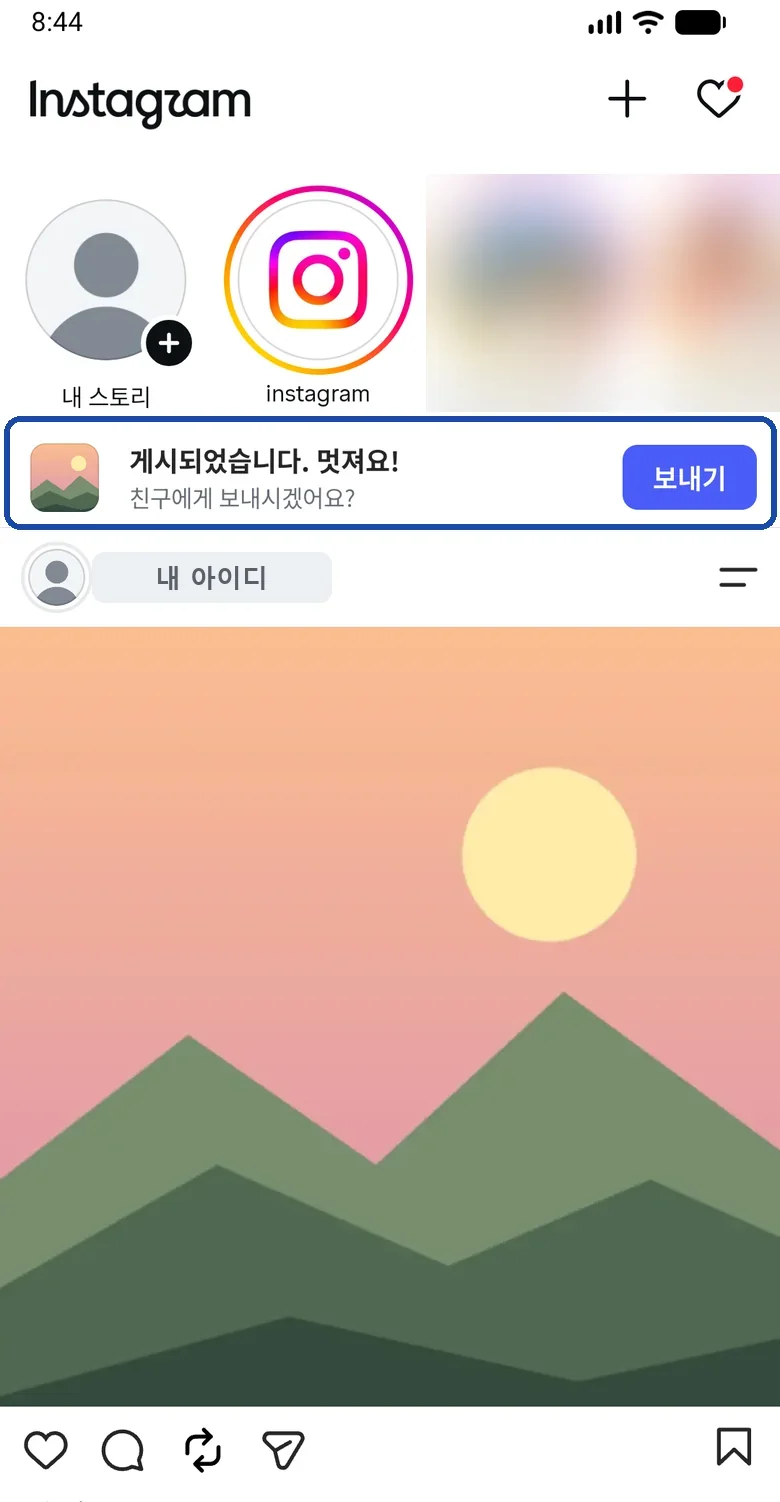 8:44
Instagram
내 스토리
instagram
게시되었습니다. 멋져요!
친구에게 보내시겠어요?
보내기
내 아이디